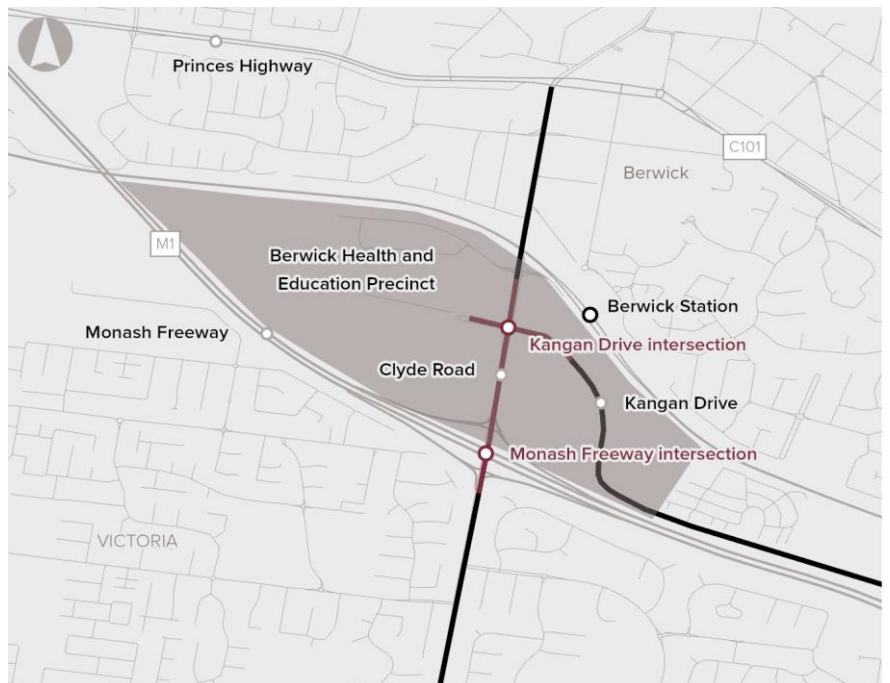 Princes Highway
C101
Berwick
M1
Berwick Health and
Education Precinct
Berwick Station
Monash Freeway
Kangan Drive intersection
Clyde Road
Kangan Drive
Monash Freeway intersection
VICTORIA